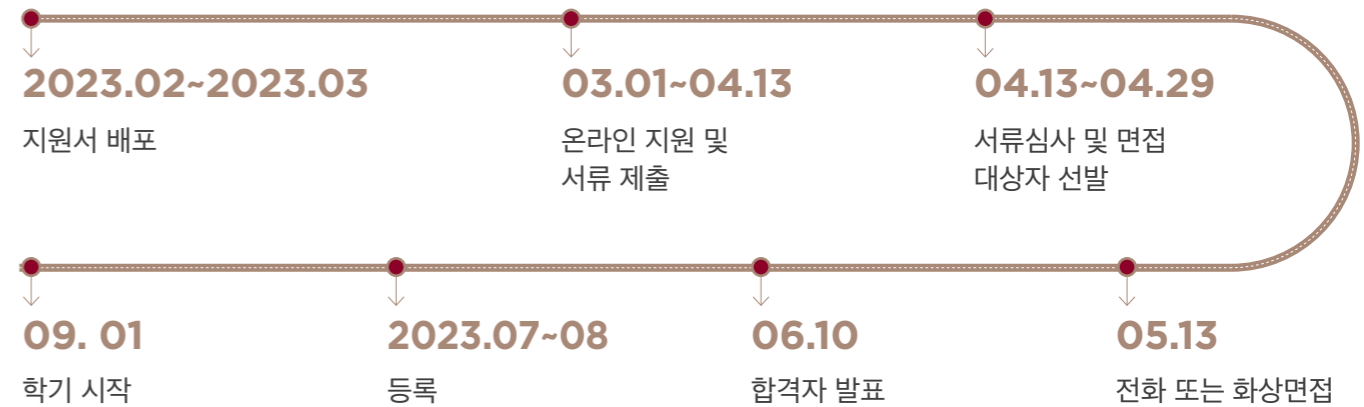 2023.02~2023.03
지원서 배포
03.01~04.13
온라인 지원 및
서류 제출
04.13~04.29
서류심사 및 면접
대상자 선발
05.13
전화 또는 화상면접
06.10
합격자 발표
2023.07~08
등록
09. 01
학기 시작